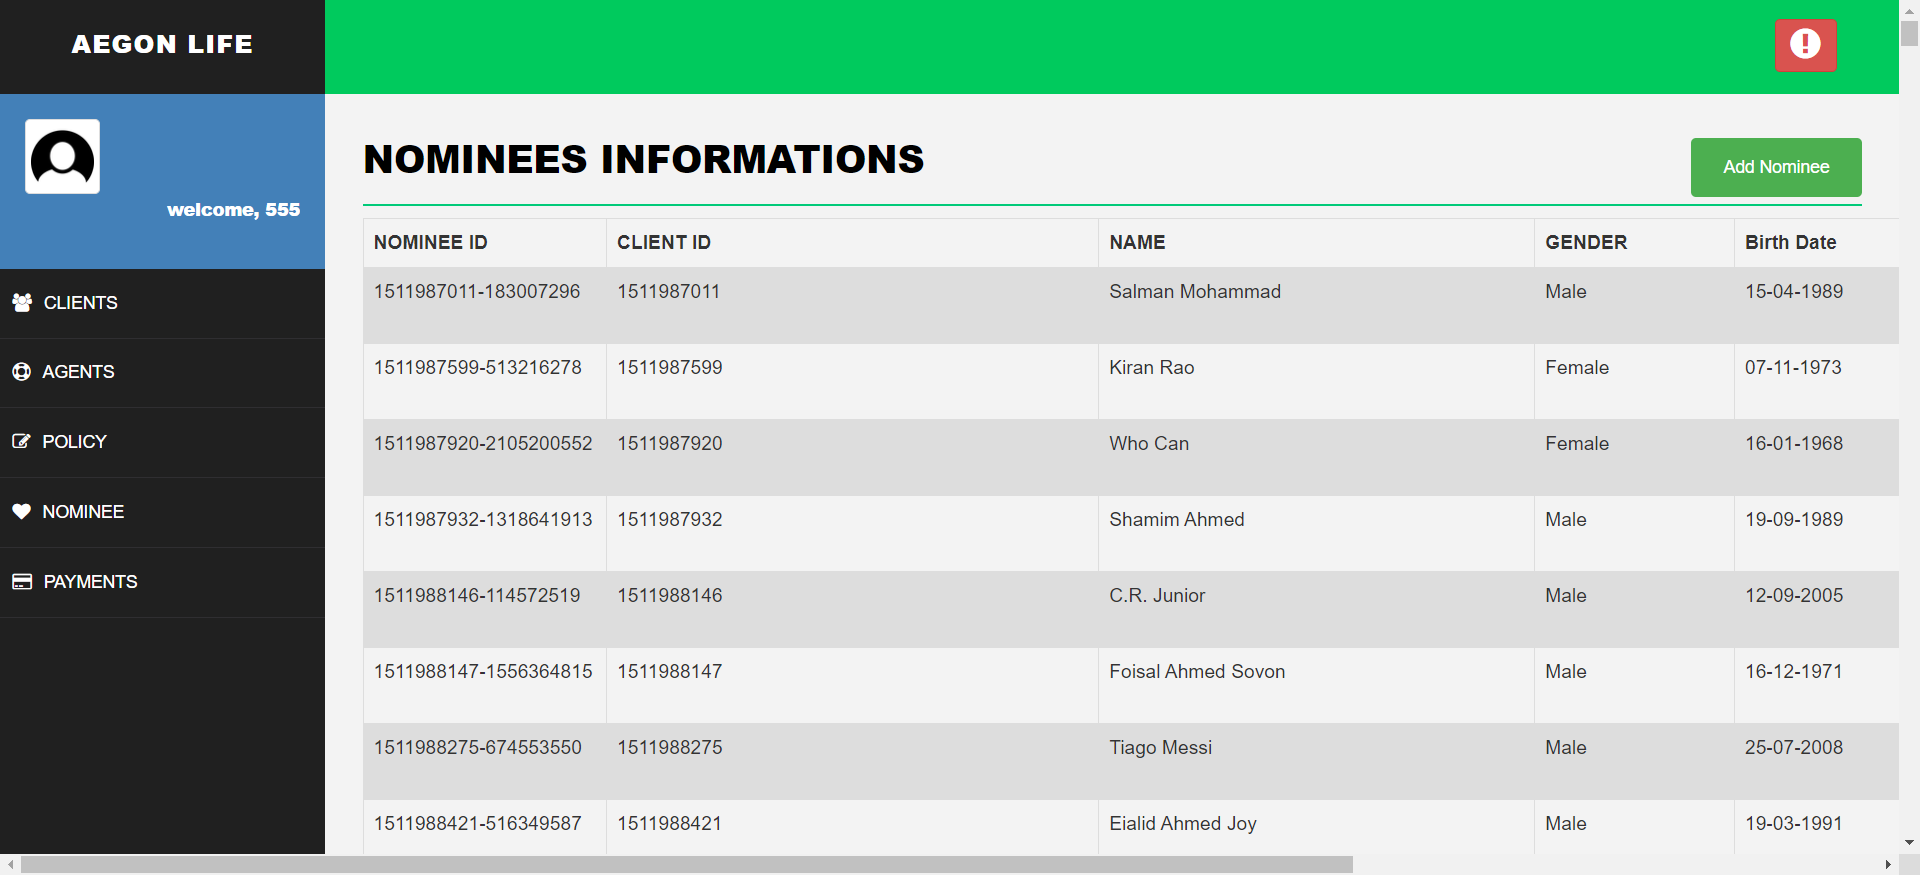 AEGON LIFE
welcome, 555
CLIENTS
AGENTS
POLICY
NOMINEE
PAYMENTS
NOMINEES INFORMATIONS
Add Nominee
NOMINEE ID CLIENT ID NAME GENDER Birth Date
1511987011-183007296 1511987011 Salman Mohammad Male 15-04-1989
1511987599-513216278 1511987599 Kiran Rao Female 07-11-1973
1511987920-2105200552 1511987920 Who Can Female 16-01-1968
1511987932-1318641913 1511987932 Shamim Ahmed Male 19-09-1989
1511988146-114572519 1511988146 C.R. Junior Male 12-09-2005
1511988147-1556364815 1511988147 Foisal Ahmed Sovon Male 16-12-1971
1511988275-674553550 1511988275 Tiago Messi Male 25-07-2008
1511988421-516349587 1511988421 Eialid Ahmed Joy Male 19-03-1991